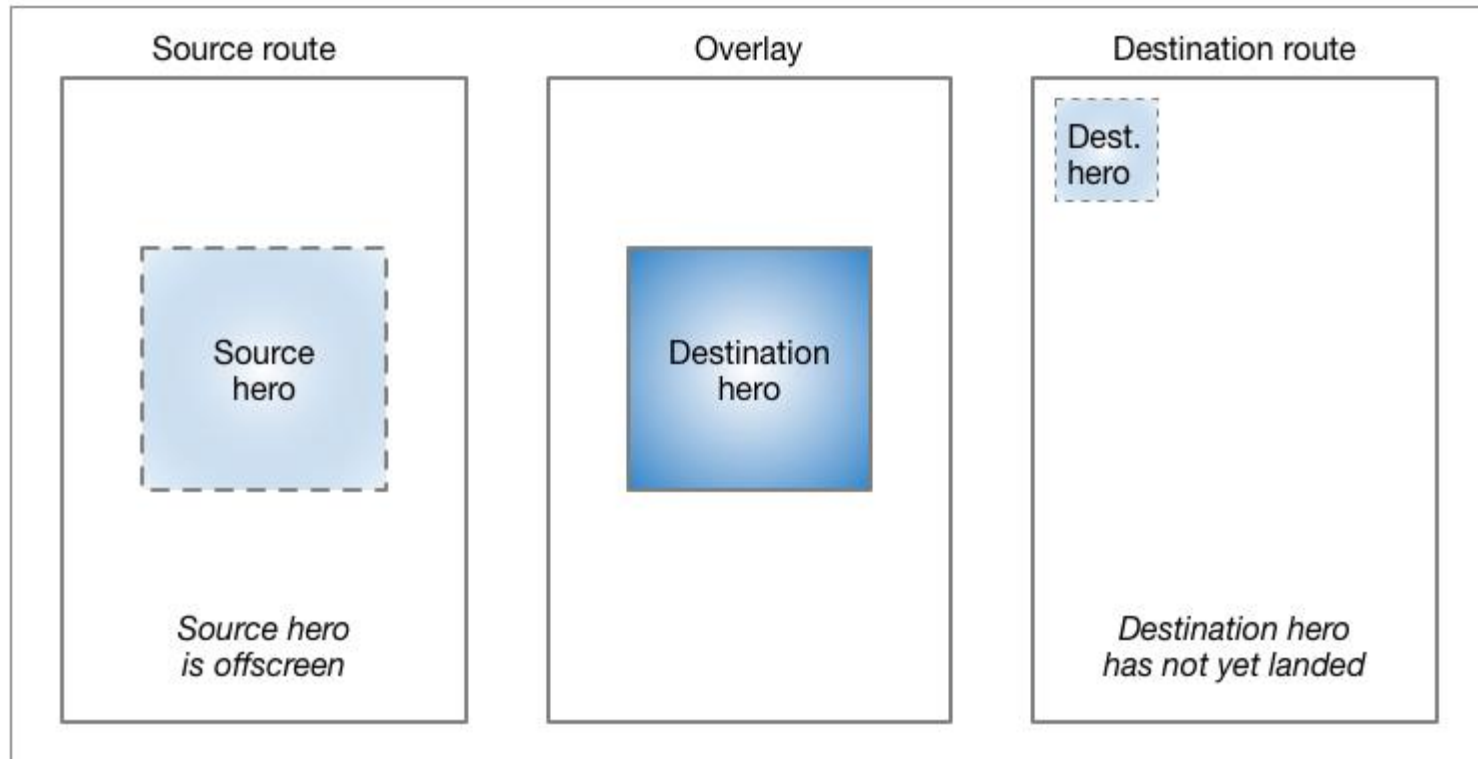 Source route
Source
hero
Source hero
is offscreen
Overlay
Destination
hero
Destination route
Dest.
hero
Destination hero
has not yet landed